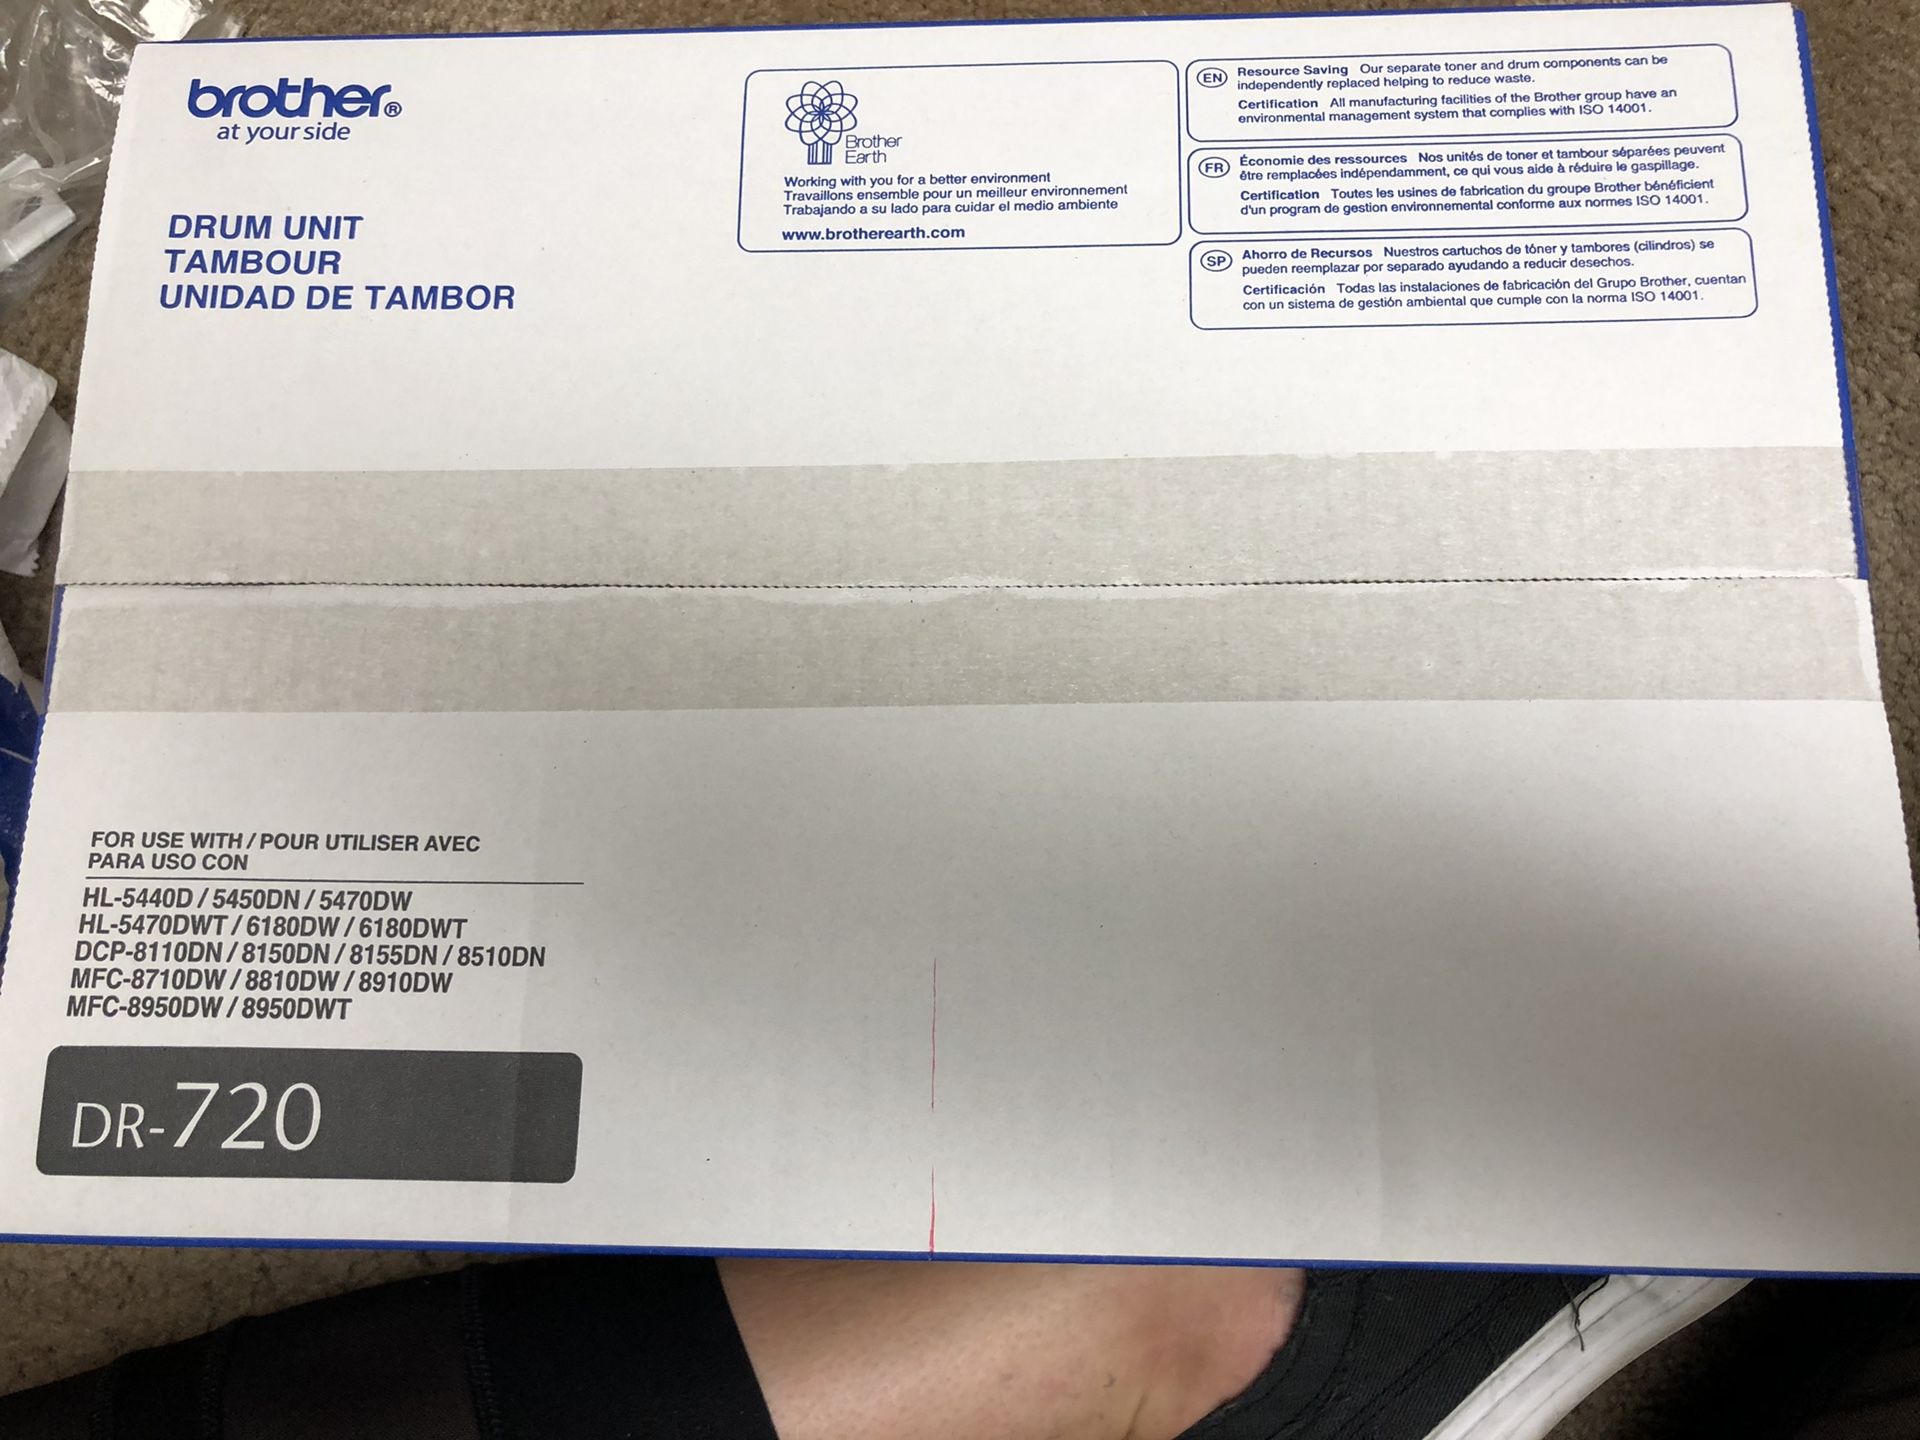 brother®
at your side
DRUM UNIT
TAMBOUR
UNIDAD DE TAMBOR
Brother
Earth
Working with you for a better environment
Travaillons ensemble pour un meilleur environnement
Trabajando a su lado para cuidar el medio ambiente
www.brotherearth.com
EN Resource Saving Our separate toner and drum components can be
independently replaced helping to reduce waste.
Certification All manufacturing facilities of the Brother group have an
environmental management system that complies with ISO 14001.
FR Économie des ressources Nos unités de toner et tambour séparées peuvent
être remplacées indépendamment, ce qui vous aide à réduire le gaspillage.
Certification Toutes les usines de fabrication du groupe Brother bénéficient
d'un program de gestion environnemental conforme aux normes ISO 14001.
SP Ahorro de Recursos Nuestros cartuchos de tóner y tambores (cilindros) se
pueden reemplazar por separado ayudando a reducir desechos.
Certificación Todas las instalaciones de fabricación del Grupo Brother, cuentan
con un sistema de gestión ambiental que cumple con la norma ISO 14001.
FOR USE WITH / POUR UTILISER AVEC
PARA USO CON
HL-5440D / 5450DN / 5470DW
HL-5470DWT / 6180DW / 6180DWT
DCP-8110DN / 8150DN / 8155DN / 8510DN
MFC-8710DW / 8810DW / 8910DW
MFC-8950DW / 8950DWT
DR-720